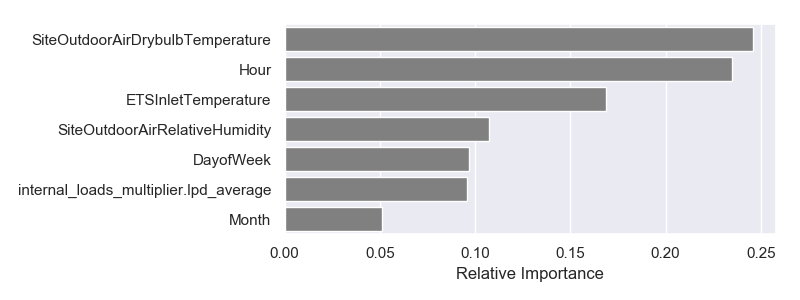 SiteOutdoorAirDrybulbTemperature
Hour
ETSInletTemperature
SiteOutdoorAirRelativeHumidity
DayofWeek
internal_loads_multiplier.lpd_average
Month
0.00 0.05 0.10 0.15 0.20 0.25
Relative Importance